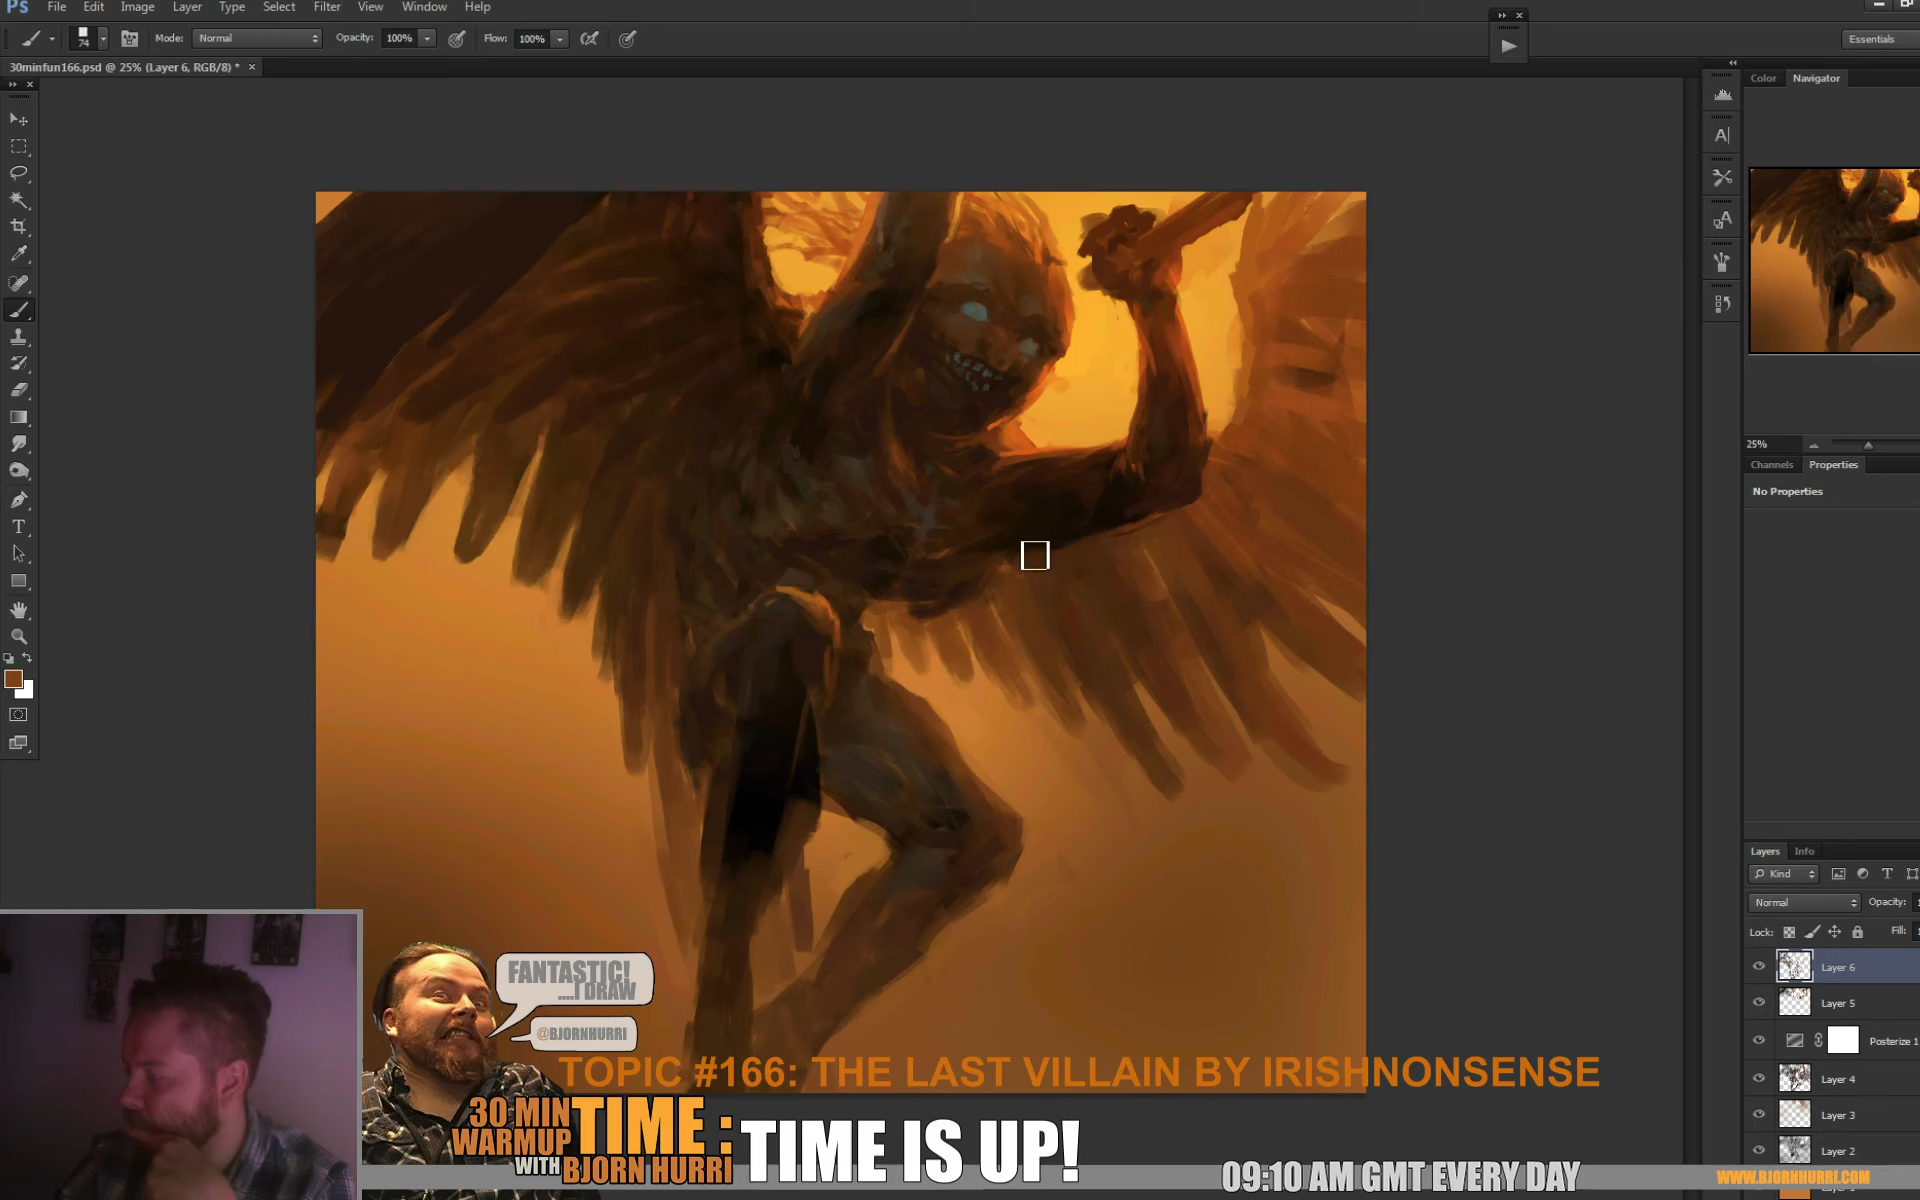 Ps File Edit Image Layer Type Select Filter View Window Help
74 Mode: Normal Opacity: 100% Flow: 100% Essentials
30minfun166.psd @ 25% (Layer 6, RGB/8) * ×
Color Navigator
25%
Channels Properties
No Properties
Layers Info
Kind
Normal Opacity:
Lock: Fill:
Layer 6
Layer 5
Posterize 1
Layer 4
Layer 3
Layer 2
FANTASTIC!
....I DRAW
@BJORNHURRI
TOPIC #166: THE LAST VILLAIN BY IRISHNONSENSE
30 MIN
WARMUP
WITH BJORN HURRI
TIME : TIME IS UP!
09:10 AM GMT EVERY DAY
WWW.BJORNHURRI.COM